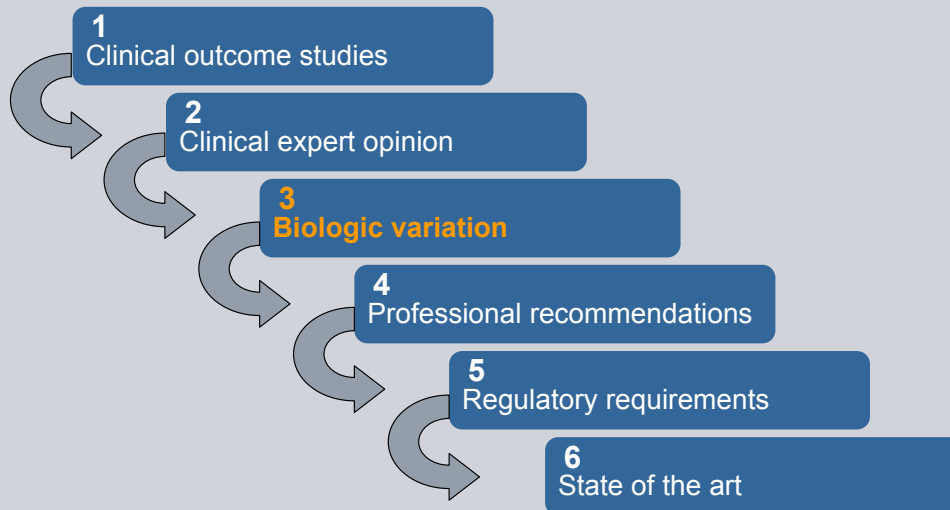 1
Clinical outcome studies
2
Clinical expert opinion
3
Biologic variation
4
Professional recommendations
5
Regulatory requirements
6
State of the art